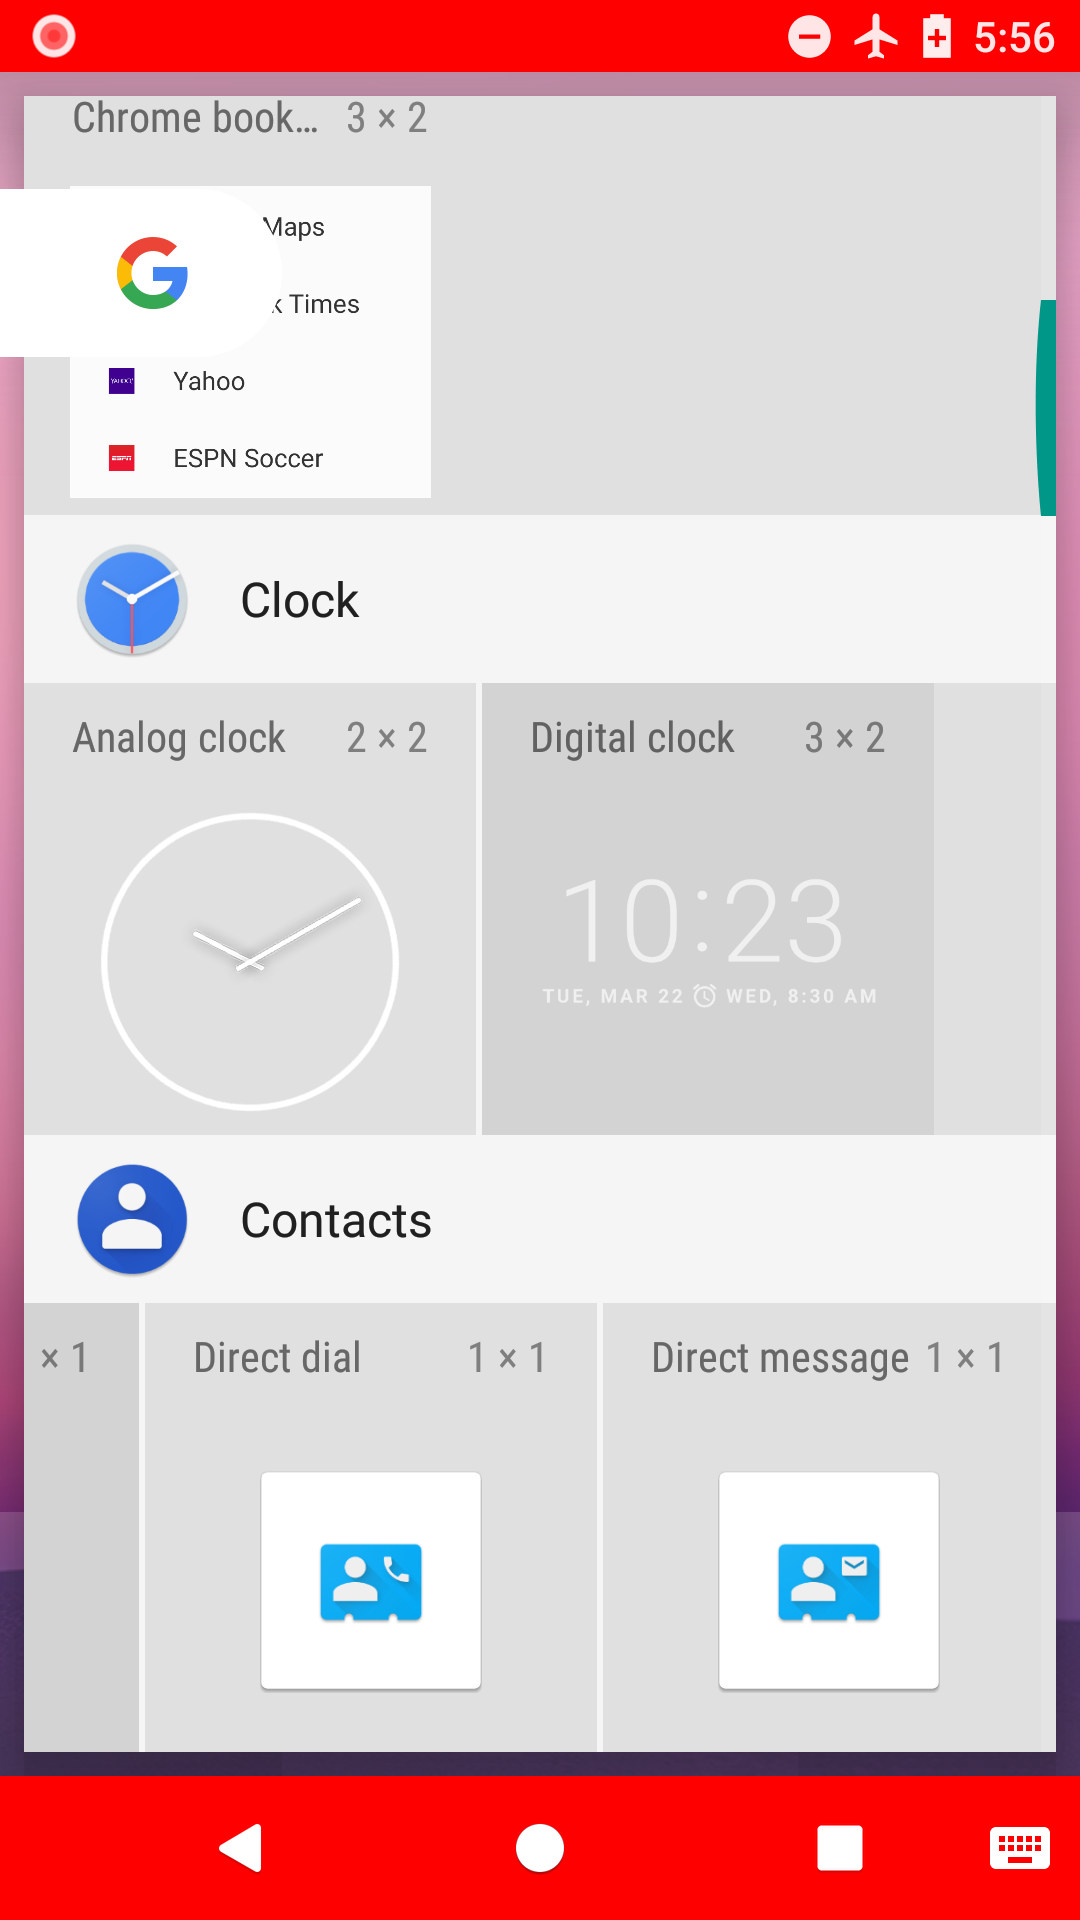 5:56
Chrome book… 3 × 2
Maps
k Times
YAHOO!
Yahoo
ESPN Soccer
Clock
Analog clock 2 × 2
Digital clock 3 × 2
10:23
TUE, MAR 22 WED, 8:30 AM
Contacts
× 1
Direct dial 1 × 1
Direct message 1 × 1